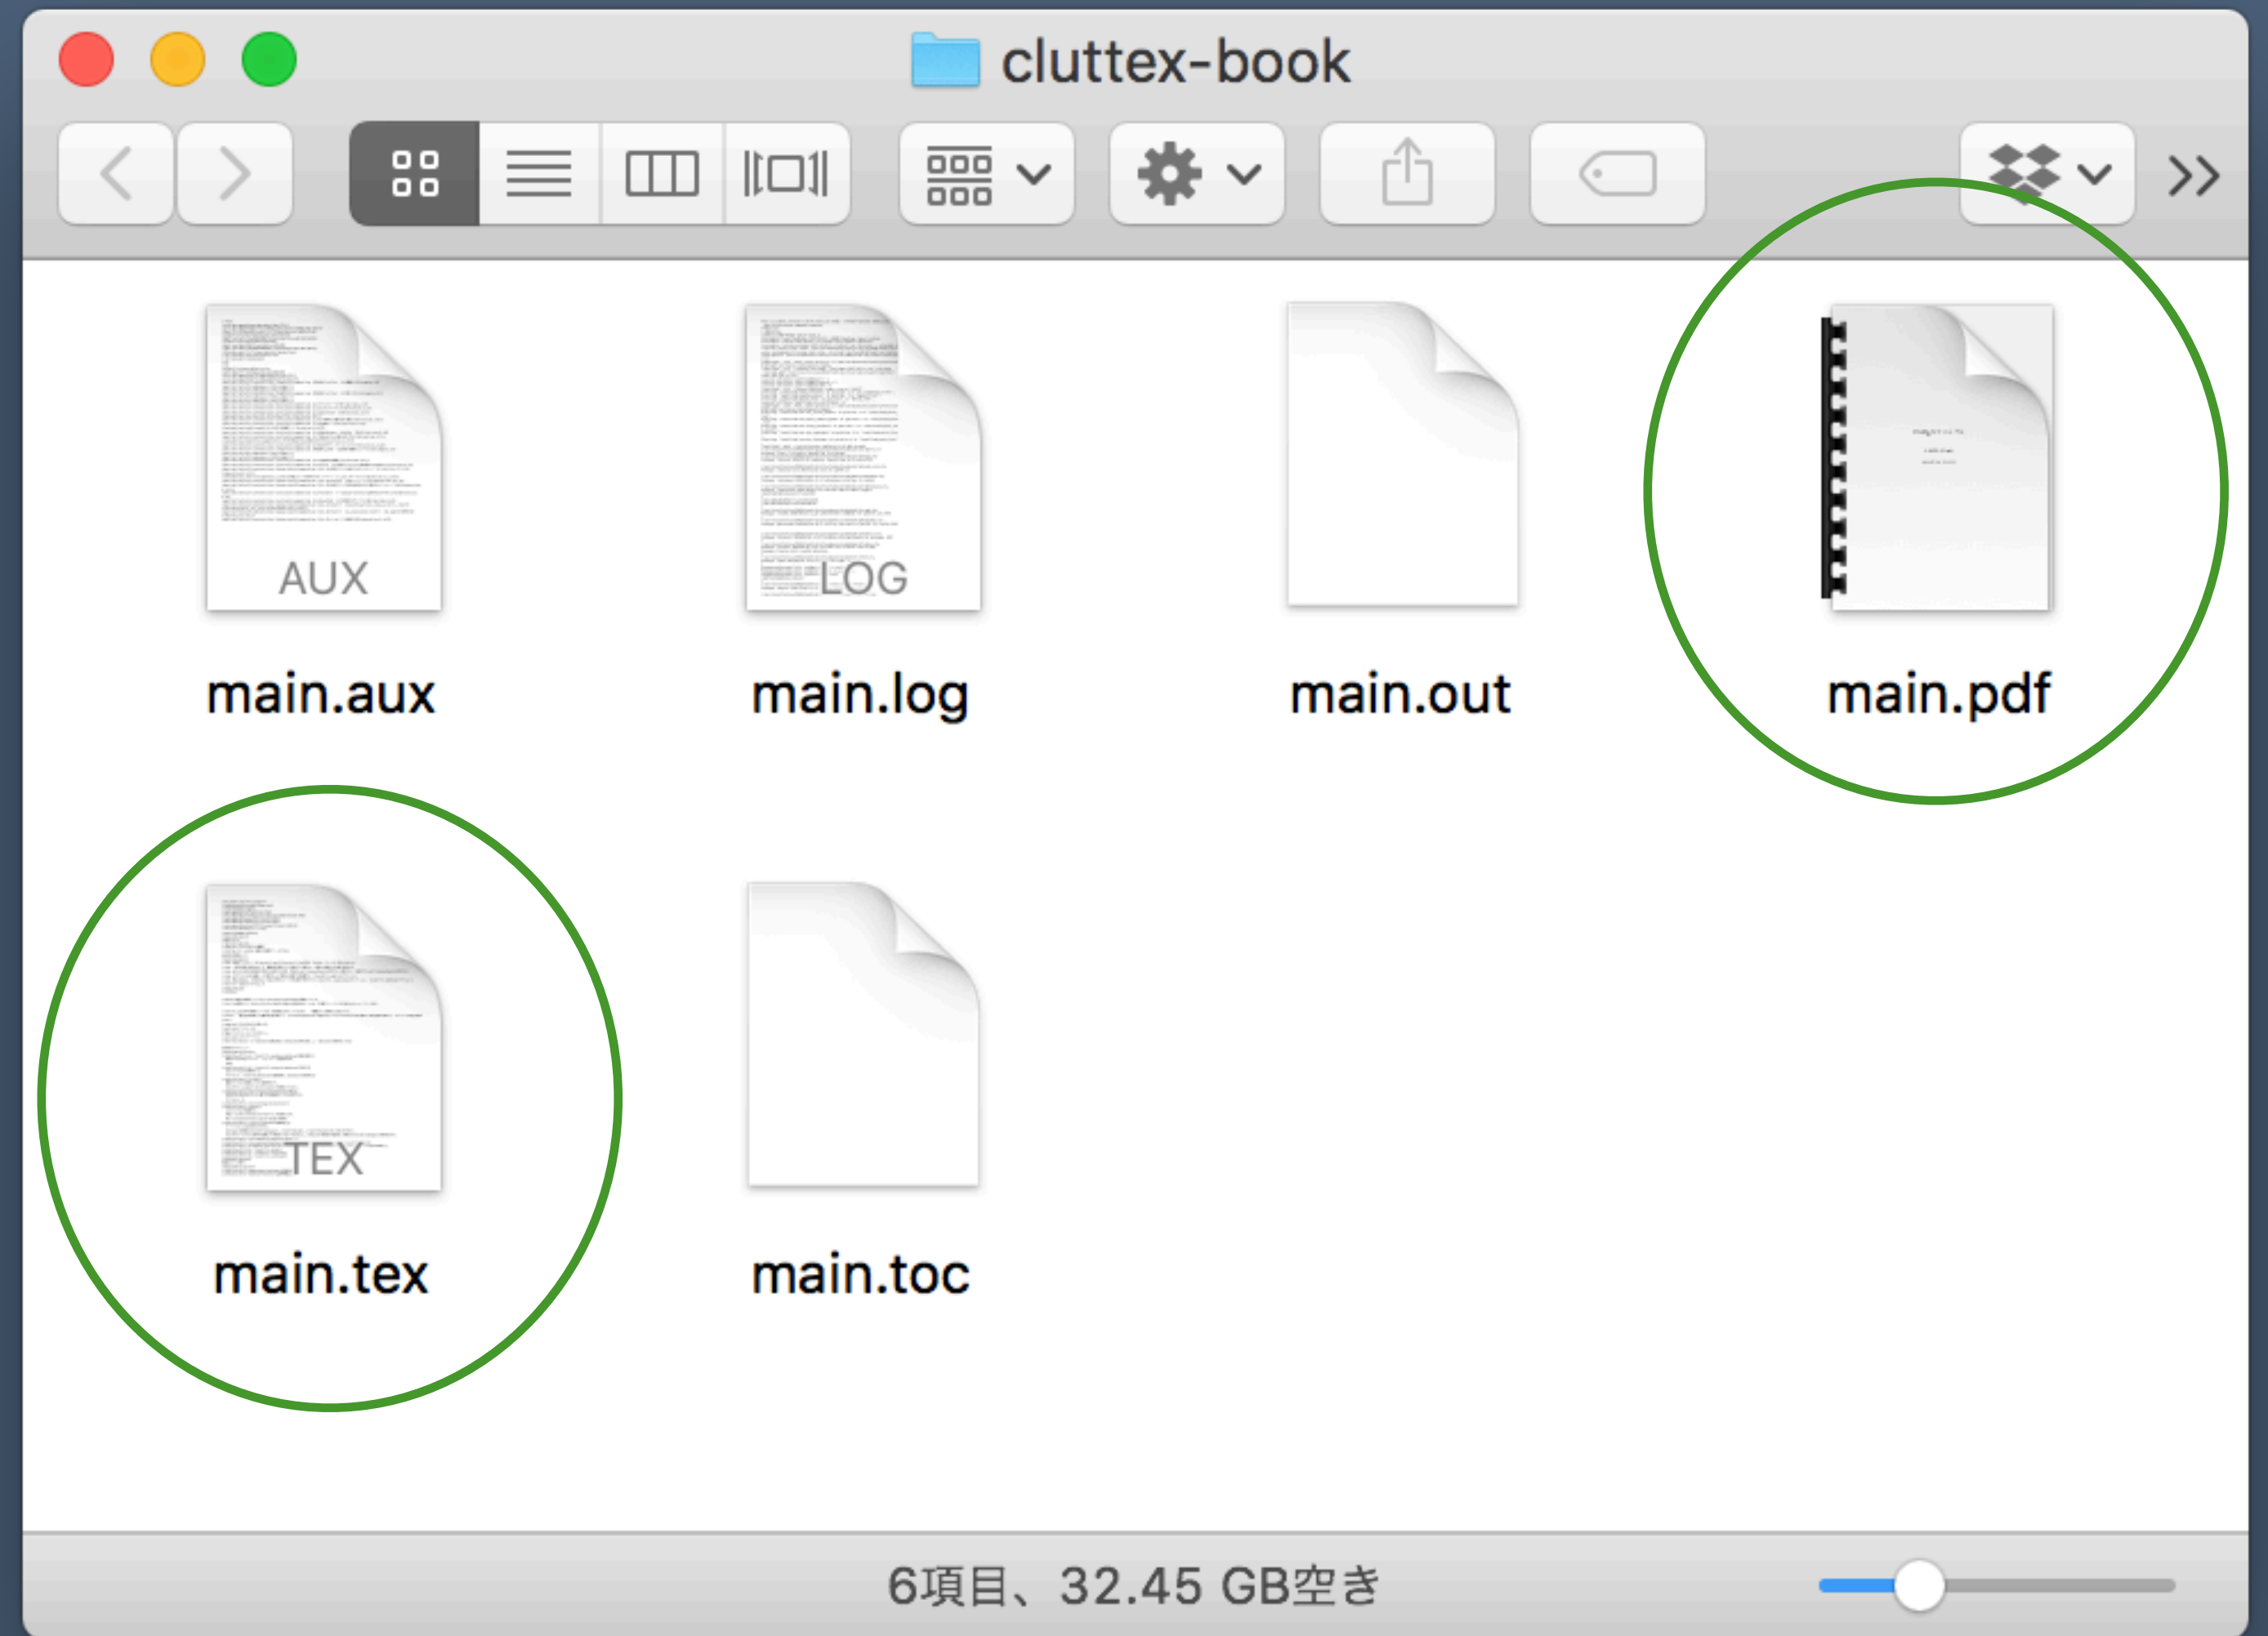 cluttex-book
AUX
LOG
main.aux
main.log
main.out
main.pdf
TEX
main.tex
main.toc
6項目、32.45 GB空き